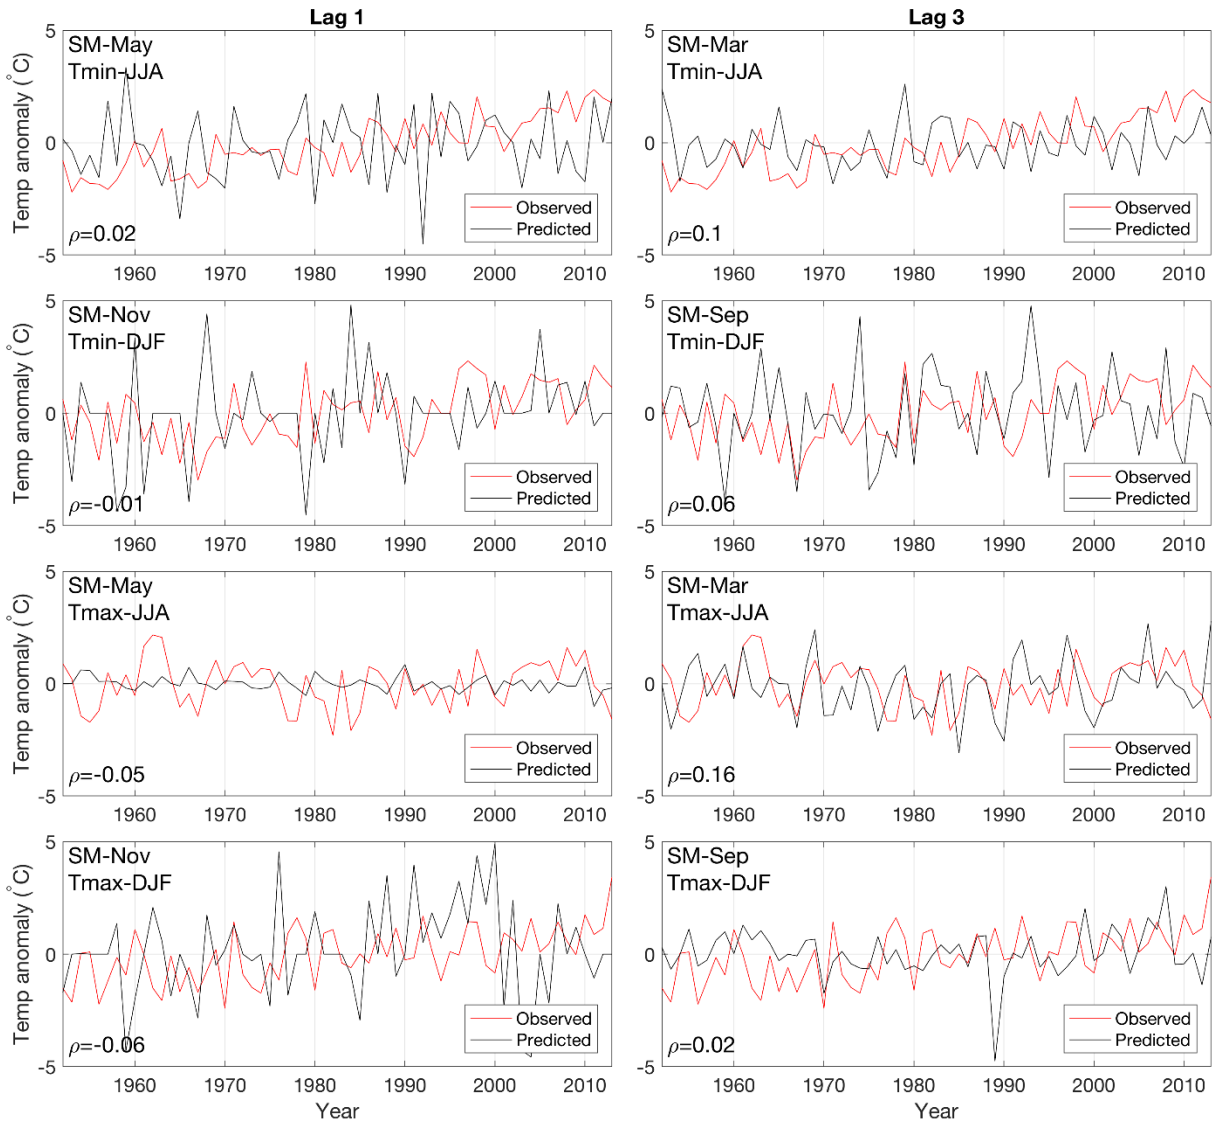 Lag 1
Lag 3
5
SM-May
Tmin-JJA
0
Temp anomaly (°C)
Observed
Predicted
ρ=0.02
-5
1960 1970 1980 1990 2000 2010
5
SM-Mar
Tmin-JJA
0
Observed
Predicted
ρ=0.1
-5
1960 1970 1980 1990 2000 2010
5
SM-Nov
Tmin-DJF
0
Temp anomaly (°C)
Observed
Predicted
ρ=-0.01
-5
1960 1970 1980 1990 2000 2010
5
SM-Sep
Tmin-DJF
0
Observed
Predicted
ρ=0.06
-5
1960 1970 1980 1990 2000 2010
5
SM-May
Tmax-JJA
0
Temp anomaly (°C)
Observed
Predicted
ρ=-0.05
-5
1960 1970 1980 1990 2000 2010
5
SM-Mar
Tmax-JJA
0
Observed
Predicted
ρ=0.16
-5
1960 1970 1980 1990 2000 2010
5
SM-Nov
Tmax-DJF
0
Temp anomaly (°C)
Observed
Predicted
ρ=-0.06
-5
1960 1970 1980 1990 2000 2010
Year
5
SM-Sep
Tmax-DJF
0
Observed
Predicted
ρ=0.02
-5
1960 1970 1980 1990 2000 2010
Year